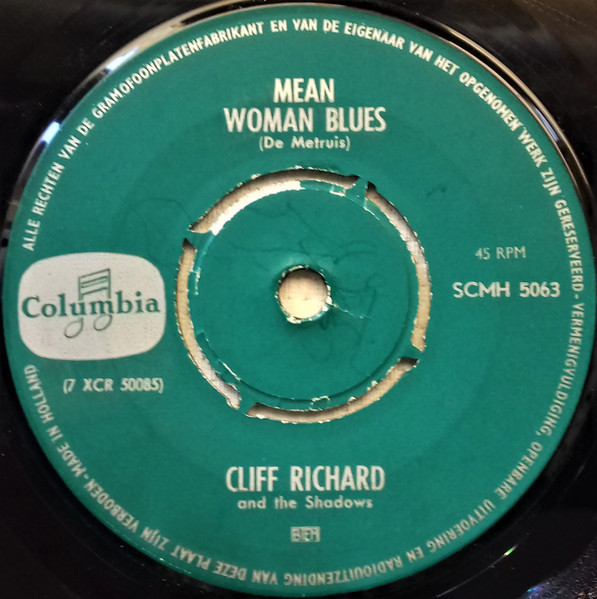 ALLE RECHTEN VAN DE GRAMOFOONPLATENFABRIKANT EN VAN DE EIGENAAR VAN HET OPGENOMEN WERK ZIJN GERESERVEERD-VERMENIGVULDIGING, OPENBARE UITVOERING EN RADIOUITZENDING VAN DEZE PLAAT ZIJN VERBODEN-MADE IN HOLLAND
MEAN
WOMAN BLUES
(De Metruis)
45 RPM
SCMH 5063
Columbia
(7 XCR 50085)
CLIFF RICHARD
and the Shadows